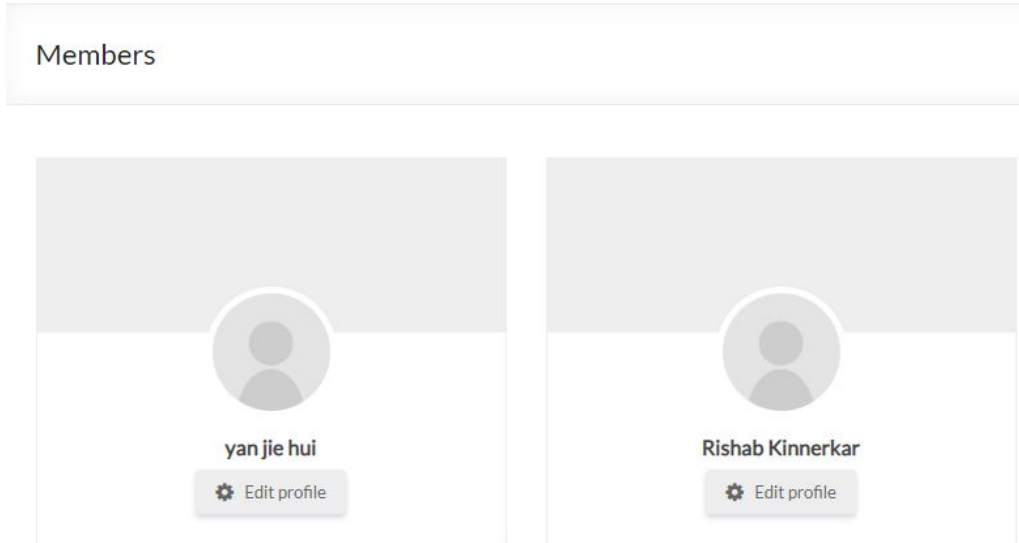 Members
yan jie hui
Edit profile
Rishab Kinnerkar
Edit profile